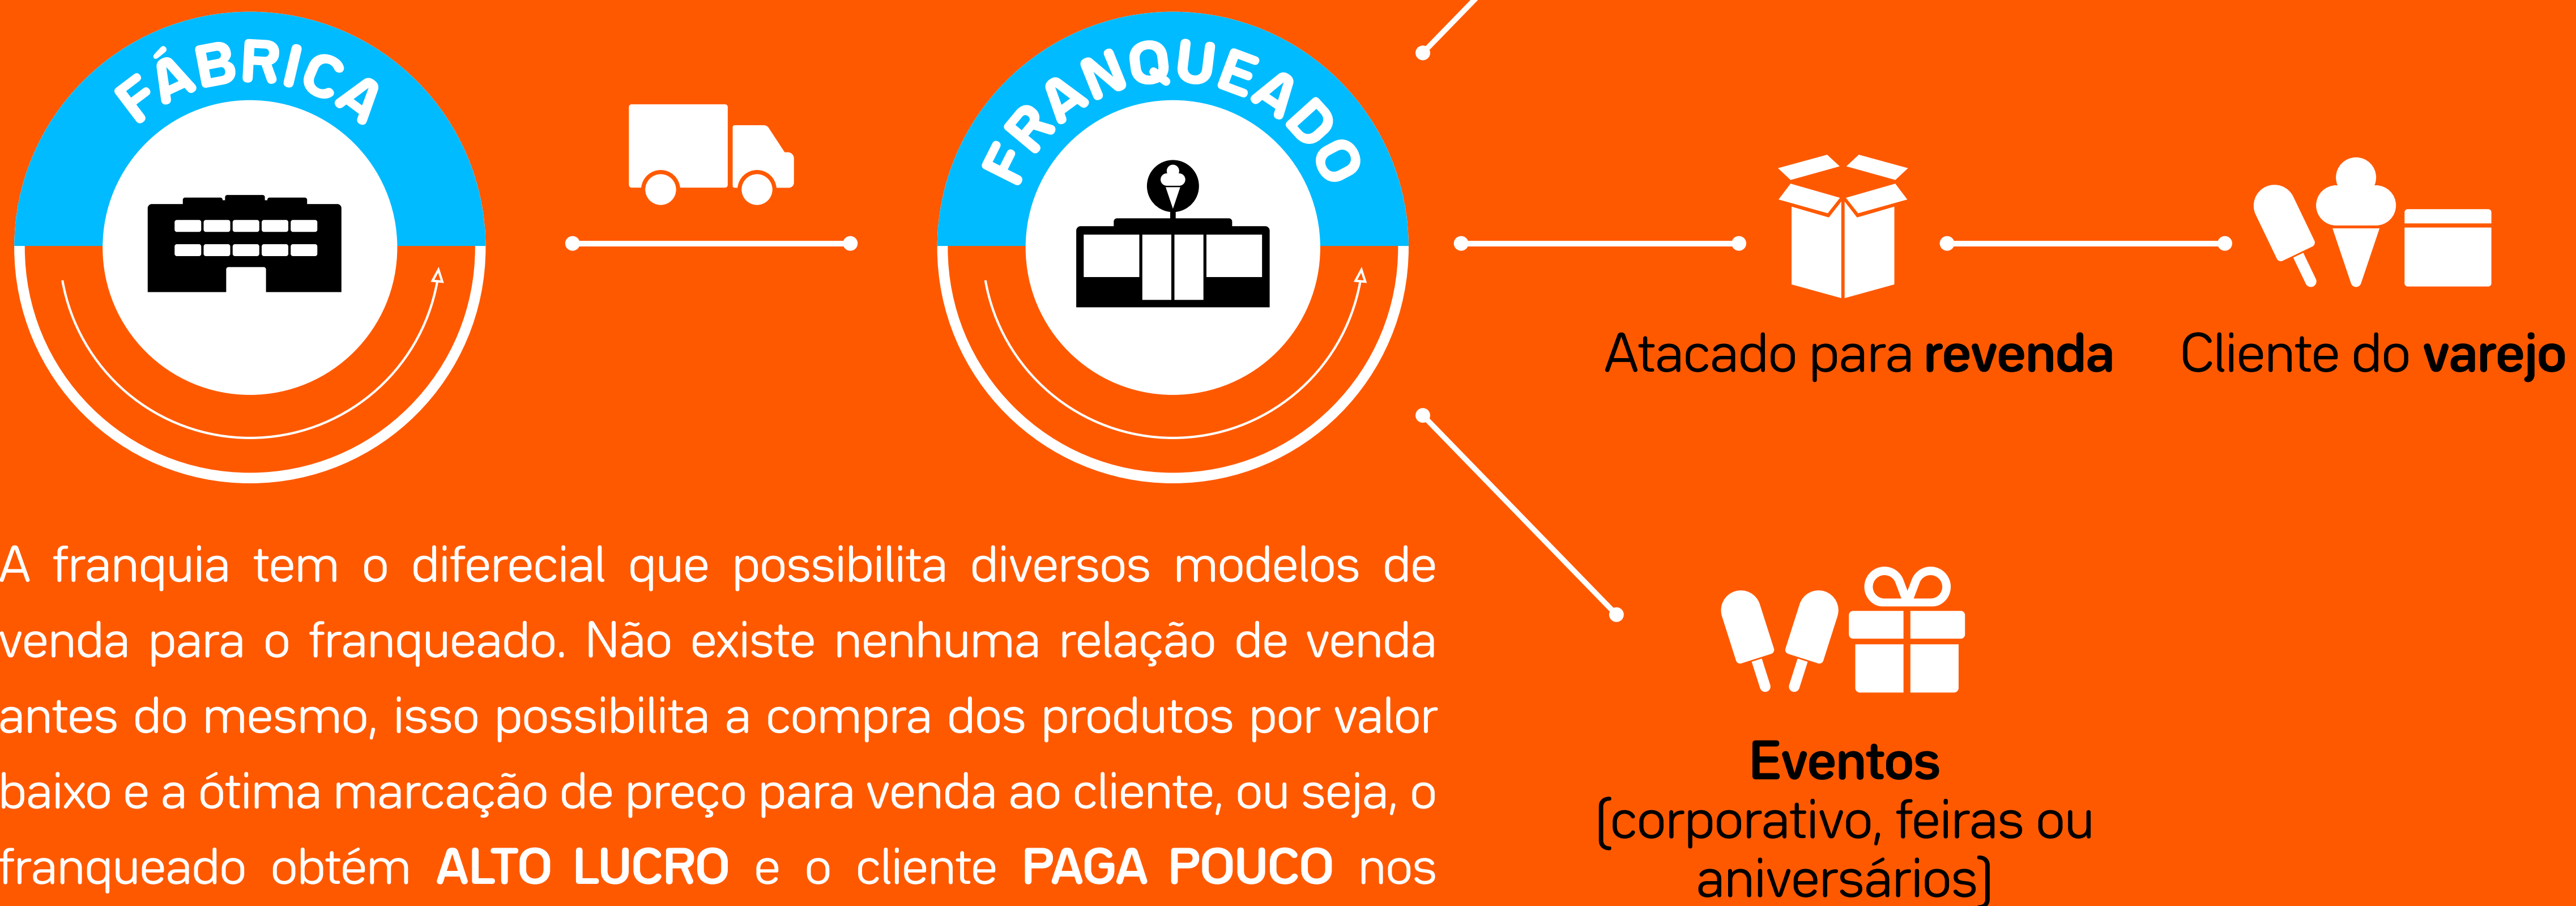 FÁBRICA
FRANQUEADO
Atacado para revenda
Cliente do varejo
A franquia tem o diferecial que possibilita diversos modelos de
venda para o franqueado. Não existe nenhuma relação de venda
antes do mesmo, isso possibilita a compra dos produtos por valor
baixo e a ótima marcação de preço para venda ao cliente, ou seja, o
franqueado obtém ALTO LUCRO e o cliente PAGA POUCO nos
Eventos
(corporativo, feiras ou
aniversários)